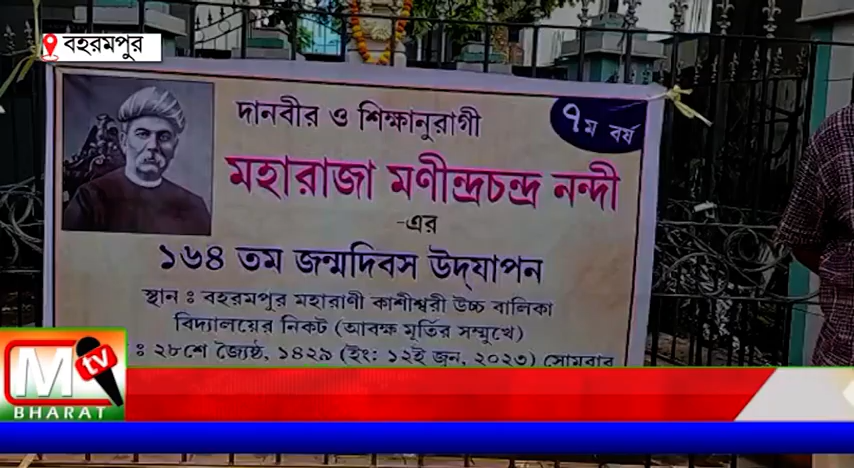 বহরমপুর
দানবীর ও শিক্ষানুরাগী
৭ম বর্ষ
মহারাজা মণীন্দ্রচন্দ্র নন্দী
-এর
১৬৪ তম জন্মদিবস উদ্‌যাপন
স্থান ঃ বহরমপুর মহারাণী কাশীশ্বরী উচ্চ বালিকা
বিদ্যালয়ের নিকট (আবক্ষ মূর্তির সম্মুখে)
ঃ ২৮শে জ্যৈষ্ঠ, ১৪২৯ (ইং: ১২ই জুন, ২০২৩) সোমবার
M tv
BHARAT